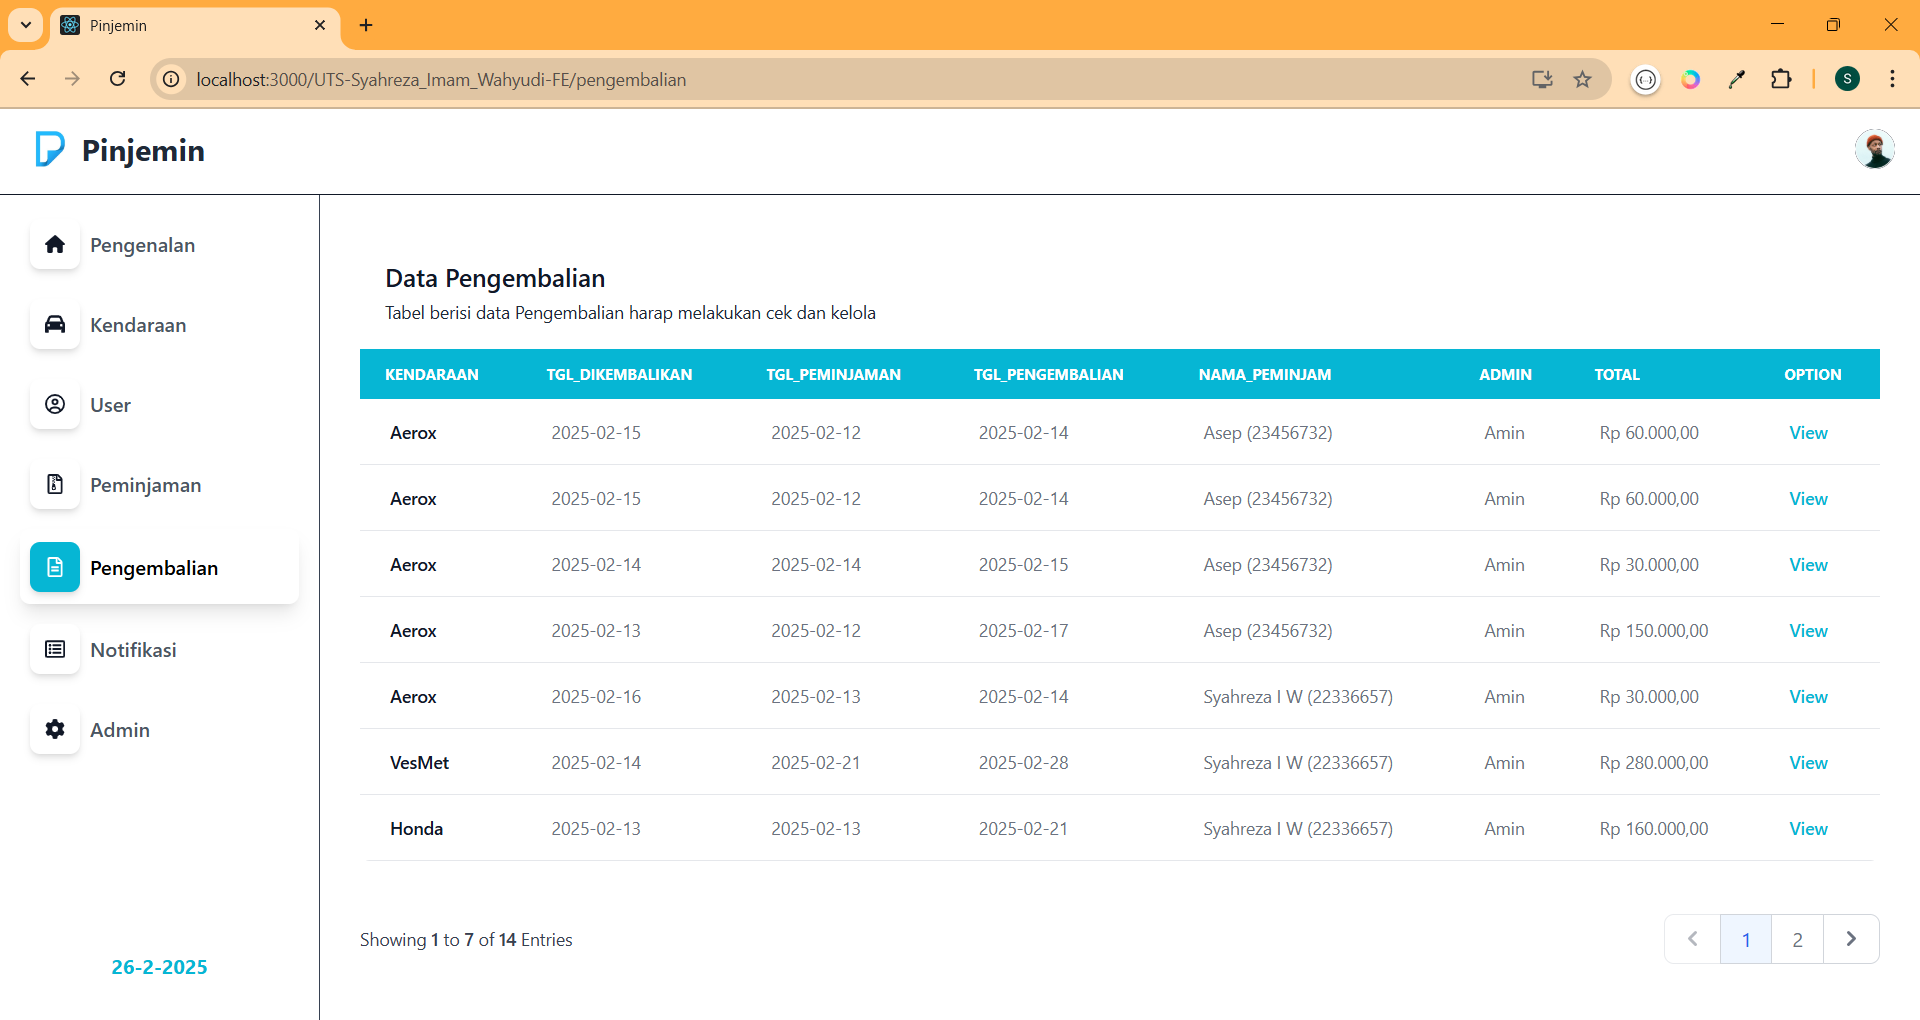 Pinjemin
localhost:3000/UTS-Syahreza_Imam_Wahyudi-FE/pengembalian
S
Pinjemin
Pengenalan
Kendaraan
User
Peminjaman
Pengembalian
Notifikasi
Admin
26-2-2025
Data Pengembalian
Tabel berisi data Pengembalian harap melakukan cek dan kelola
KENDARAAN TGL_DIKEMBALIKAN TGL_PEMINJAMAN TGL_PENGEMBALIAN NAMA_PEMINJAM ADMIN TOTAL OPTION
Aerox 2025-02-15 2025-02-12 2025-02-14 Asep (23456732) Amin Rp 60.000,00 View
Aerox 2025-02-15 2025-02-12 2025-02-14 Asep (23456732) Amin Rp 60.000,00 View
Aerox 2025-02-14 2025-02-14 2025-02-15 Asep (23456732) Amin Rp 30.000,00 View
Aerox 2025-02-13 2025-02-12 2025-02-17 Asep (23456732) Amin Rp 150.000,00 View
Aerox 2025-02-16 2025-02-13 2025-02-14 Syahreza I W (22336657) Amin Rp 30.000,00 View
VesMet 2025-02-14 2025-02-21 2025-02-28 Syahreza I W (22336657) Amin Rp 280.000,00 View
Honda 2025-02-13 2025-02-13 2025-02-21 Syahreza I W (22336657) Amin Rp 160.000,00 View
Showing 1 to 7 of 14 Entries
1 2